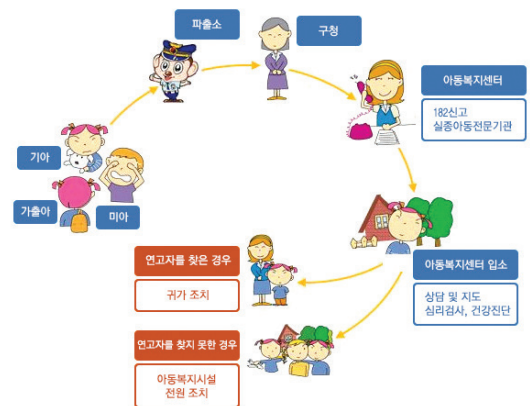 파출소
구청
아동복지센터
182신고
실종아동전문기관
기아
가출아
미아
아동복지센터 입소
상담 및 지도
심리검사, 건강진단
연고자를 찾은 경우
귀가 조치
연고자를 찾지 못한 경우
아동복지시설
전원 조치